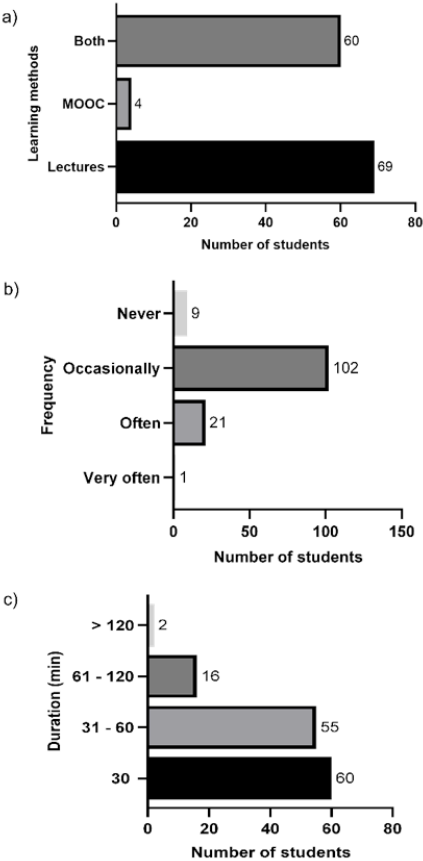 a)
Learning methods
Both
60
MOOC
4
Lectures
69
0 20 40 60 80
Number of students
b)
Frequency
Never
9
Occasionally
102
Often
21
Very often
1
0 50 100 150
Number of students
c)
Duration (min)
> 120
2
61 - 120
16
31 - 60
55
30
60
0 20 40 60 80
Number of students